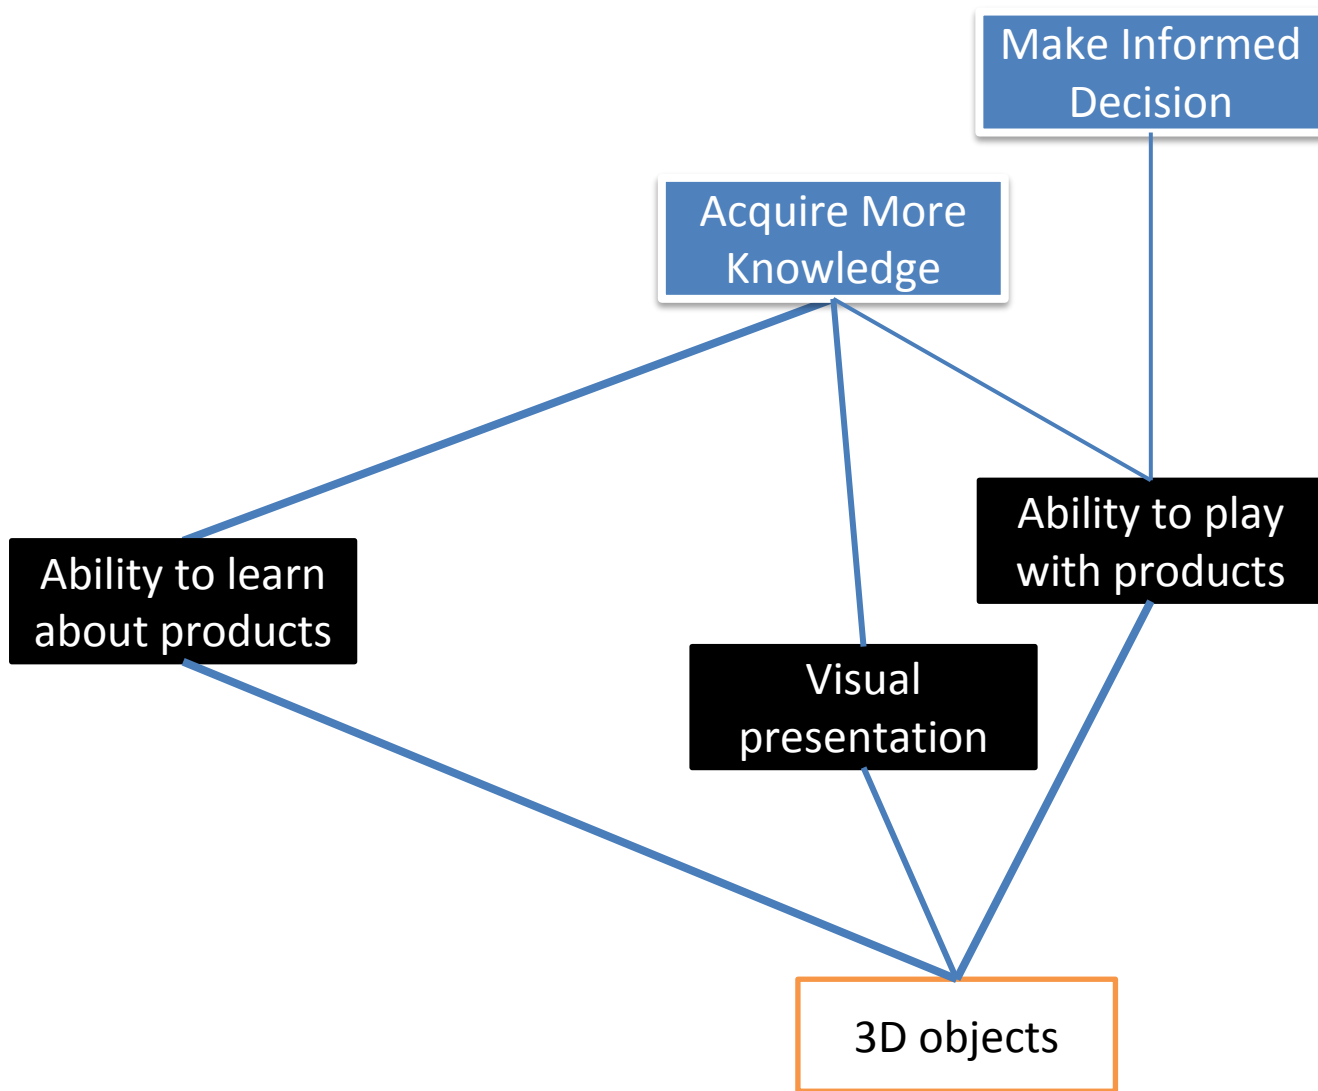 Make Informed
Decision
Acquire More
Knowledge
Ability to play
with products
Ability to learn
about products
Visual
presentation
3D objects